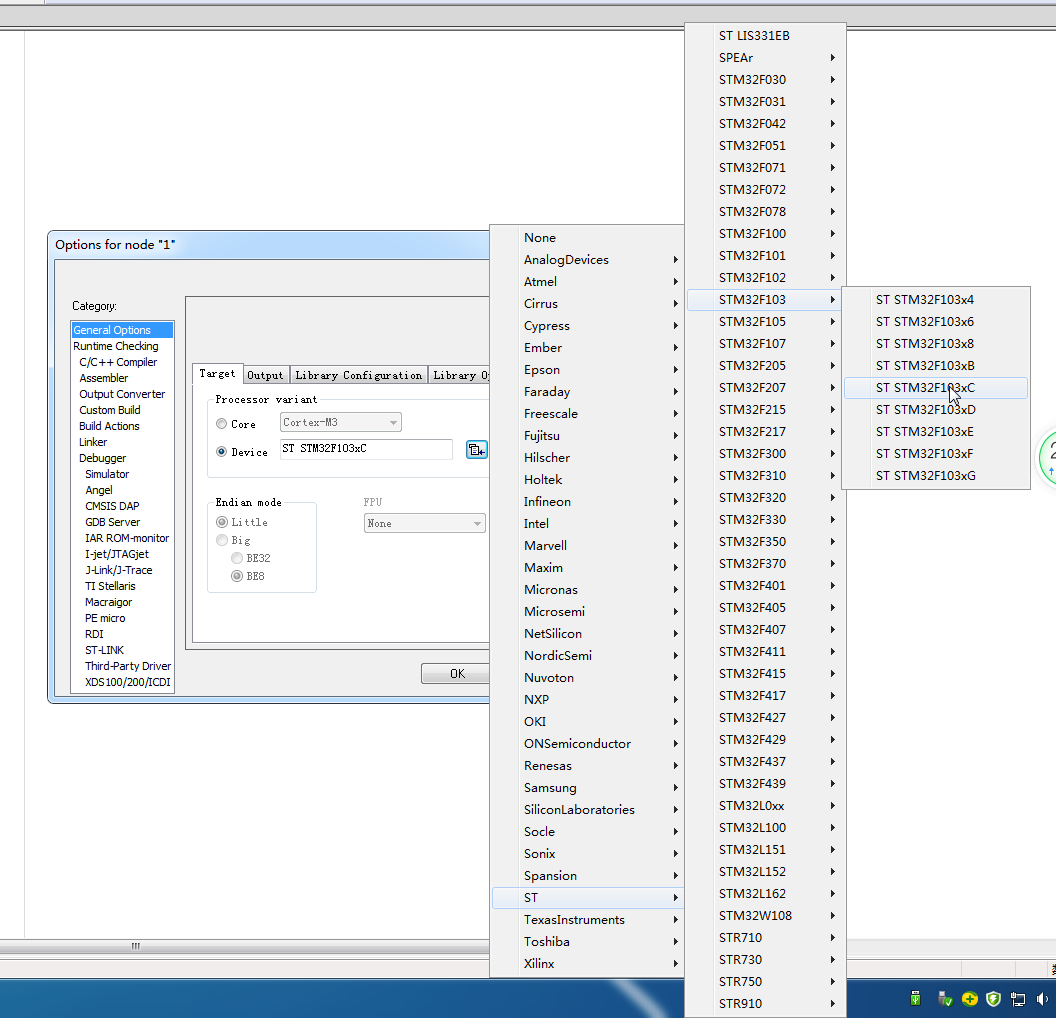 Options for node "1"
Category:
General Options
Runtime Checking
C/C++ Compiler
Assembler
Output Converter
Custom Build
Build Actions
Linker
Debugger
Simulator
Angel
CMSIS DAP
GDB Server
IAR ROM-monitor
I-jet/JTAGjet
J-Link/J-Trace
TI Stellaris
Macraigor
PE micro
RDI
ST-LINK
Third-Party Driver
XDS100/200/ICDI
Target
Output
Library Configuration
Library O
Processor variant
Core
Cortex-M3
Device
ST STM32F103xC
Endian mode
Little
Big
BE32
BE8
FPU
None
OK
None
AnalogDevices
Atmel
Cirrus
Cypress
Ember
Epson
Faraday
Freescale
Fujitsu
Hilscher
Holtek
Infineon
Intel
Marvell
Maxim
Micronas
Microsemi
NetSilicon
NordicSemi
Nuvoton
NXP
OKI
ONSemiconductor
Renesas
Samsung
SiliconLaboratories
Socle
Sonix
Spansion
ST
TexasInstruments
Toshiba
Xilinx
ST LIS331EB
SPEAr
STM32F030
STM32F031
STM32F042
STM32F051
STM32F071
STM32F072
STM32F078
STM32F100
STM32F101
STM32F102
STM32F103
STM32F105
STM32F107
STM32F205
STM32F207
STM32F215
STM32F217
STM32F300
STM32F310
STM32F320
STM32F330
STM32F350
STM32F370
STM32F401
STM32F405
STM32F407
STM32F411
STM32F415
STM32F417
STM32F427
STM32F429
STM32F437
STM32F439
STM32L0xx
STM32L100
STM32L151
STM32L152
STM32L162
STM32W108
STR710
STR730
STR750
STR910
ST STM32F103x4
ST STM32F103x6
ST STM32F103x8
ST STM32F103xB
ST STM32F103xC
ST STM32F103xD
ST STM32F103xE
ST STM32F103xF
ST STM32F103xG